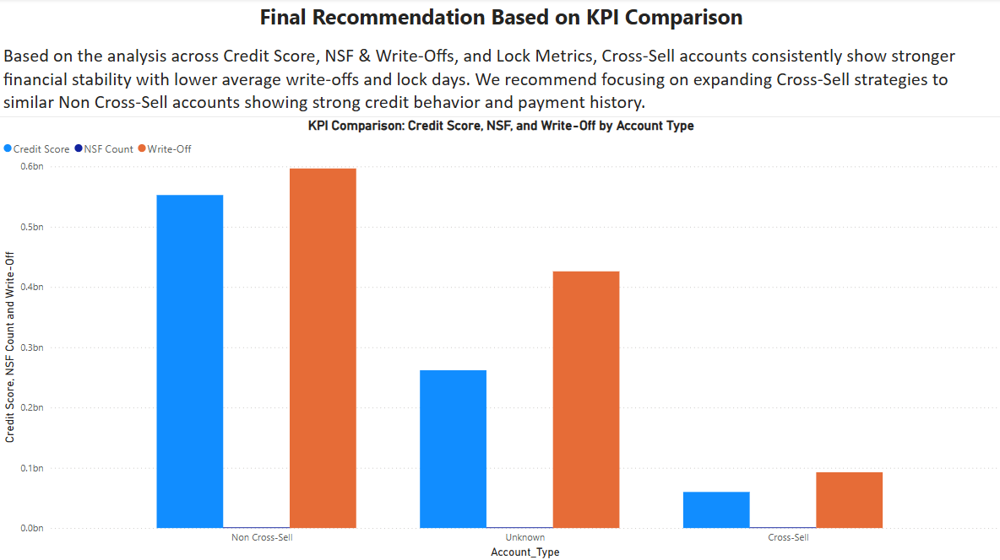 Final Recommendation Based on KPI Comparison
Based on the analysis across Credit Score, NSF & Write-Offs, and Lock Metrics, Cross-Sell accounts consistently show stronger
financial stability with lower average write-offs and lock days. We recommend focusing on expanding Cross-Sell strategies to
similar Non Cross-Sell accounts showing strong credit behavior and payment history.
KPI Comparison: Credit Score, NSF, and Write-Off by Account Type
Credit Score NSF Count Write-Off
Credit Score, NSF Count and Write-Off
0.6bn
0.5bn
0.4bn
0.3bn
0.2bn
0.1bn
0.0bn
Non Cross-Sell Unknown Cross-Sell
Account_Type